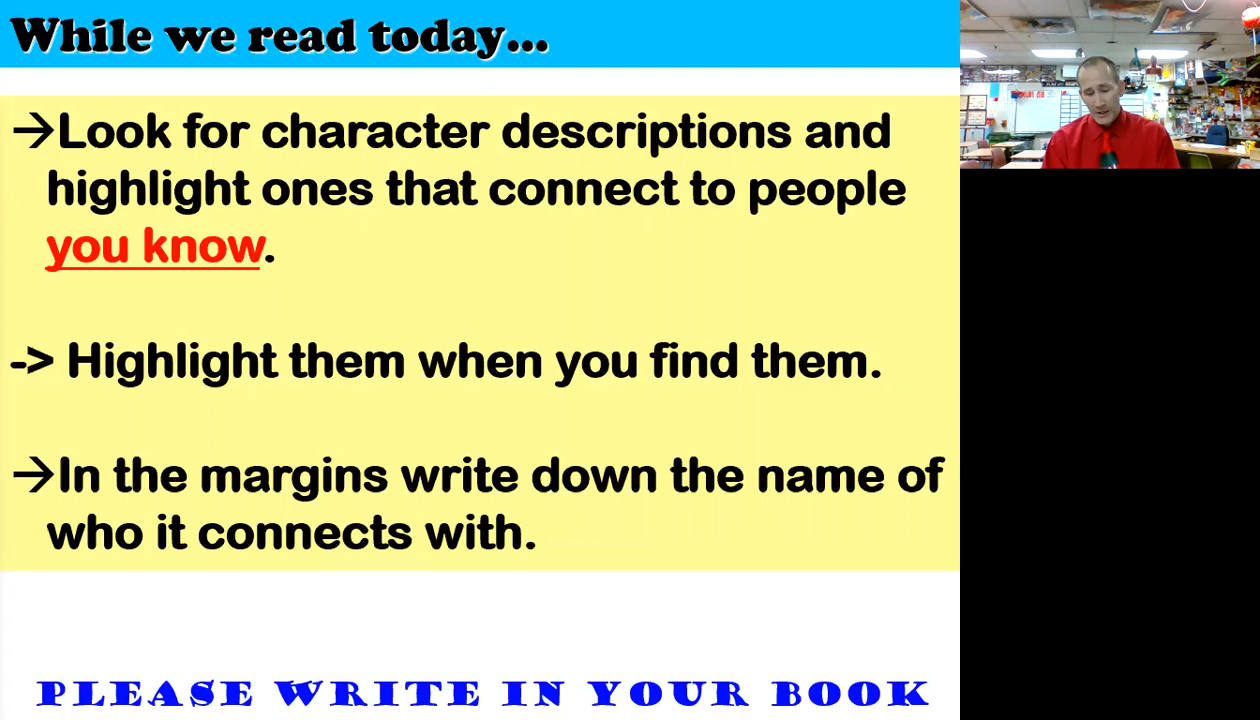 While we read today...
→Look for character descriptions and
highlight ones that connect to people
you know.
-> Highlight them when you find them.
→In the margins write down the name of
who it connects with.
PLEASE WRITE IN YOUR BOOK